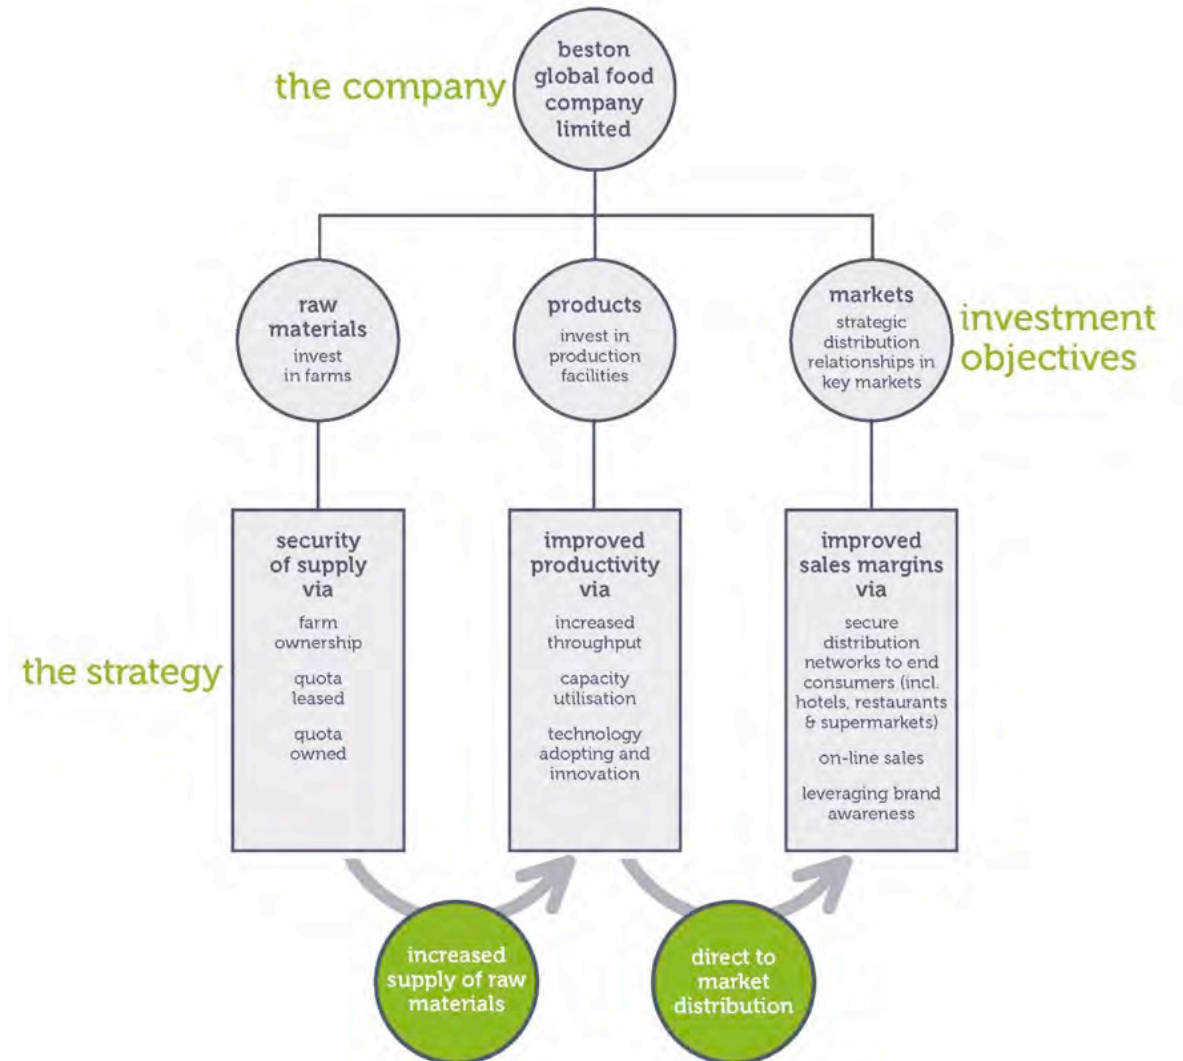 the company
beston
global food
company
limited
raw
materials
invest
in farms
products
invest in
production
facilities
markets
strategic
distribution
relationships in
key markets
investment
objectives
the strategy
security
of supply
via
farm
ownership
quota
leased
quota
owned
improved
productivity
via
increased
throughput
capacity
utilisation
technology
adopting and
innovation
improved
sales margins
via
secure
distribution
networks to end
consumers (incl.
hotels, restaurants
& supermarkets)
on-line sales
leveraging brand
awareness
increased
supply of raw
materials
direct to
market
distribution